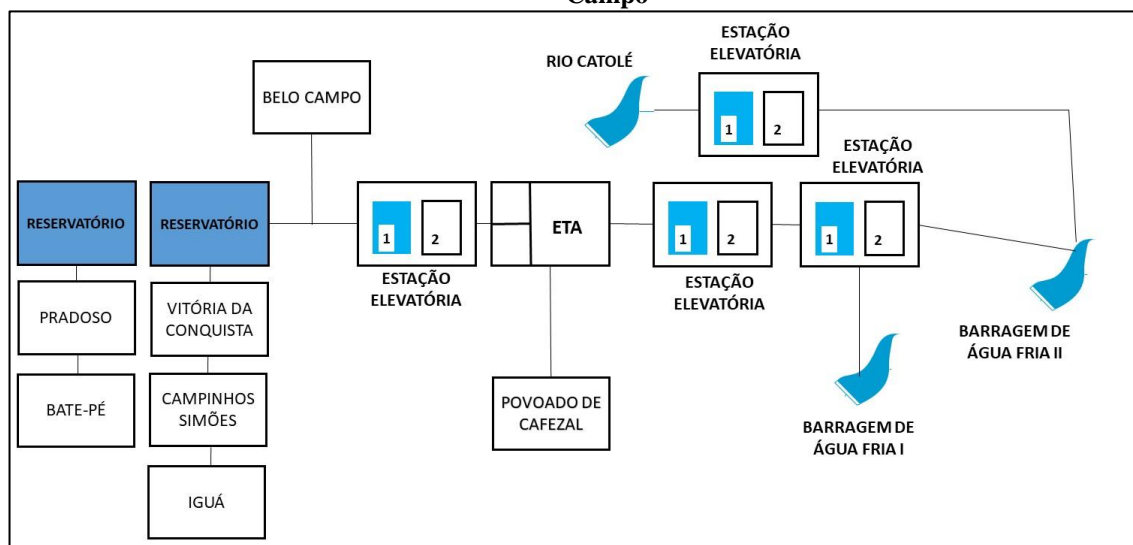 Campo
ESTAÇÃO
ELEVATÓRIA
RIO CATOLÉ
1
2
BELO CAMPO
ESTAÇÃO
ELEVATÓRIA
RESERVATÓRIO
RESERVATÓRIO
1
2
ETA
1
2
1
2
ESTAÇÃO
ELEVATÓRIA
ESTAÇÃO
ELEVATÓRIA
PRADOSO
VITÓRIA DA
CONQUISTA
BARRAGEM DE
ÁGUA FRIA II
BATE-PÉ
CAMPINHOS
SIMÕES
POVOADO DE
CAFEZAL
BARRAGEM DE
ÁGUA FRIA I
IGUÁ